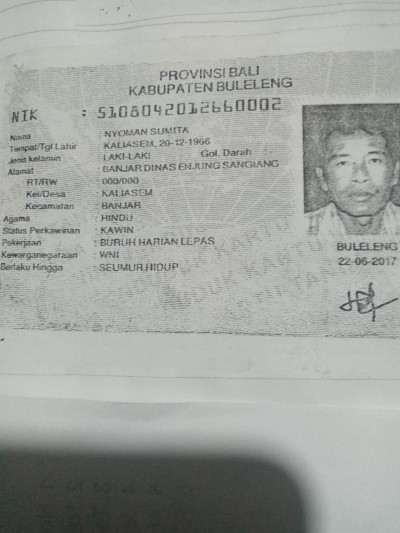 PROVINSI BALI
KABUPATEN BULELENG
NIK : 5108042012660002
Nama : NYOMAN SUMITA
Tempat/Tgl Lahir : KALIASEM, 20-12-1966
Jenis kelamin : LAKI-LAKI Gol. Darah :
Alamat : BANJAR DINAS ENJUNG SANGIANG
RT/RW : 000/000
Kel/Desa : KALIASEM
Kecamatan : BANJAR
Agama : HINDU
Status Perkawinan : KAWIN
Pekerjaan : BURUH HARIAN LEPAS
Kewarganegaraan : WNI
Berlaku Hingga : SEUMUR HIDUP
BULELENG
22-06-2017